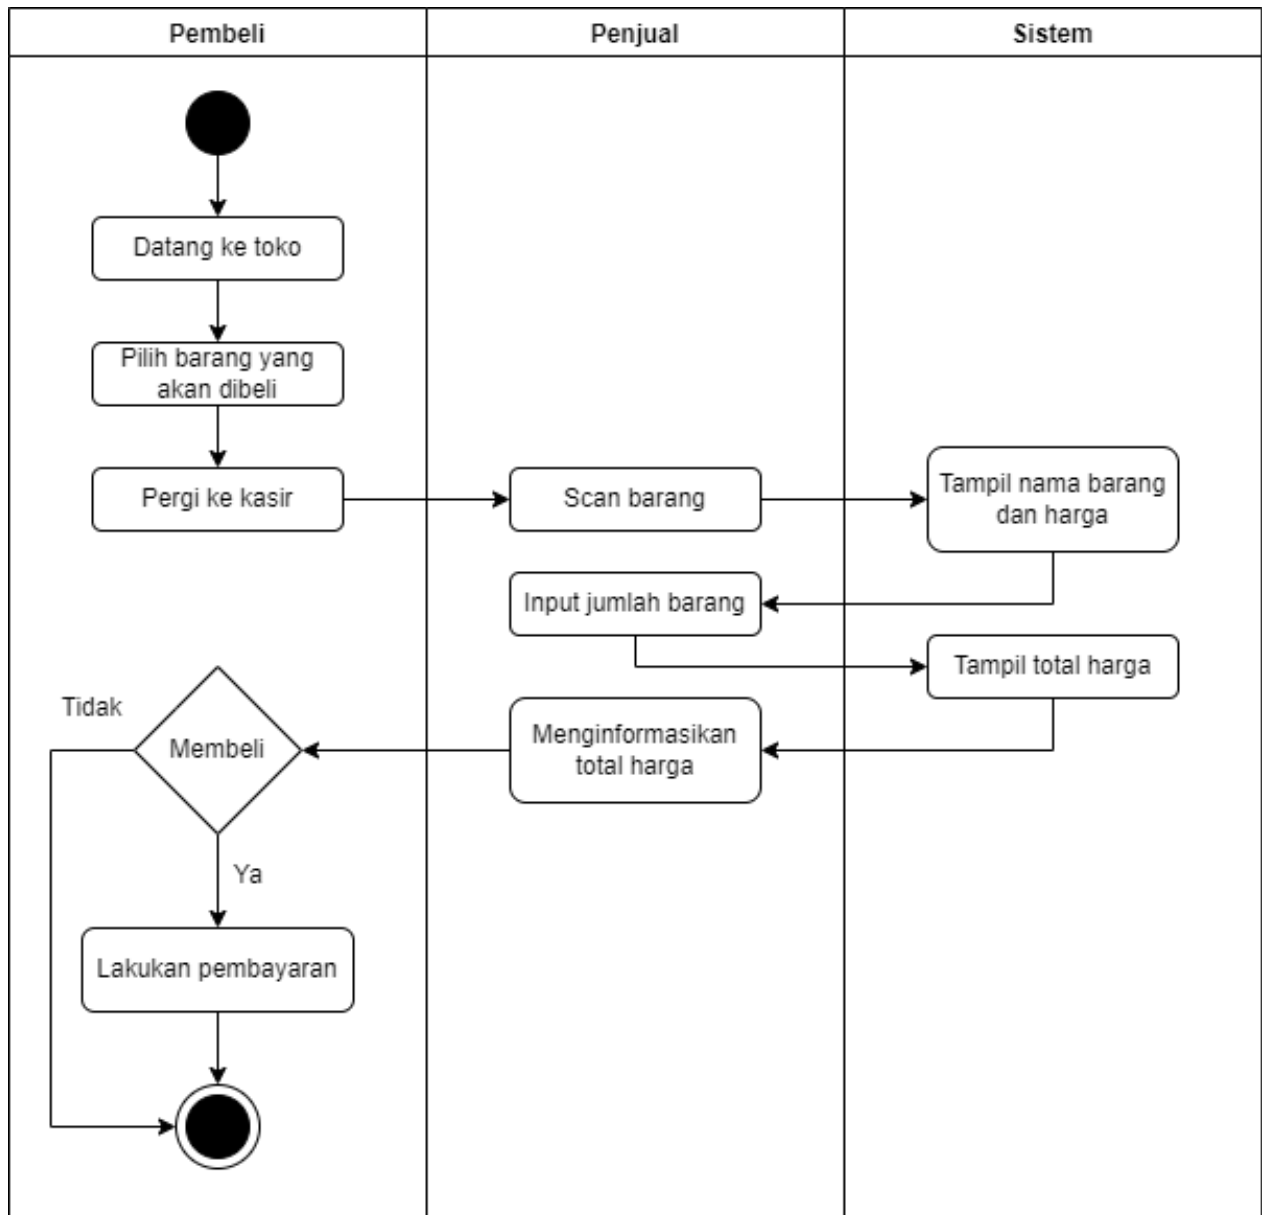 Pembeli
Penjual
Sistem
Datang ke toko
Pilih barang yang
akan dibeli
Pergi ke kasir
Scan barang
Tampil nama barang
dan harga
Input jumlah barang
Tampil total harga
Menginformasikan
total harga
Tidak
Membeli
Ya
Lakukan pembayaran